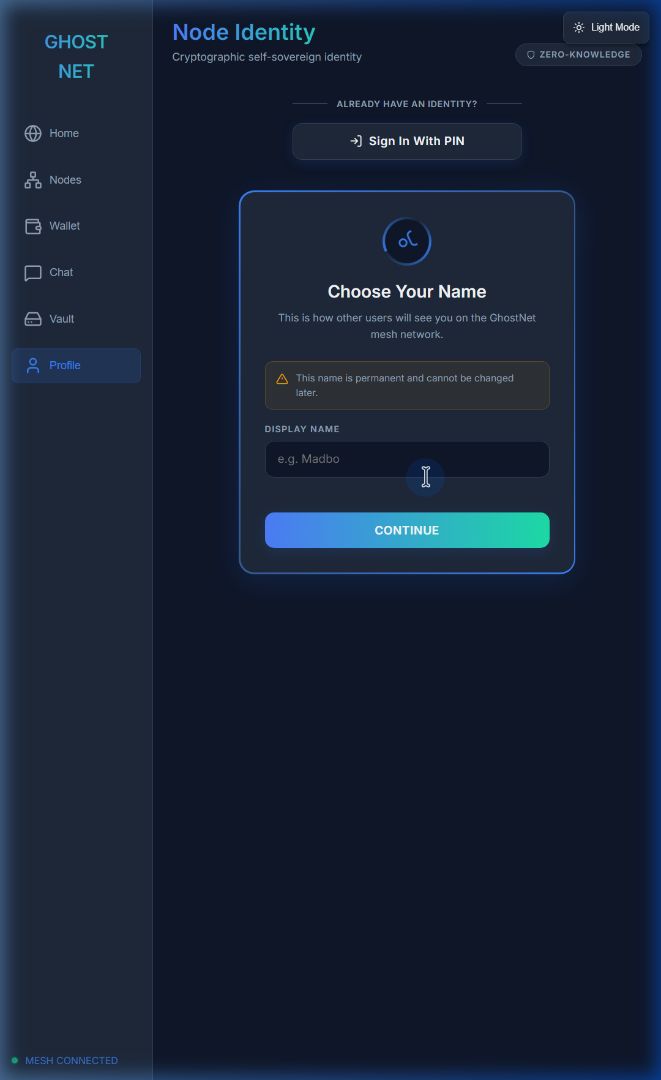 GHOST
NET
Home
Nodes
Wallet
Chat
Vault
Profile
MESH CONNECTED
Node Identity
Cryptographic self-sovereign identity
Light Mode
ZERO-KNOWLEDGE
ALREADY HAVE AN IDENTITY?
Sign In With PIN
Choose Your Name
This is how other users will see you on the GhostNet
mesh network.
This name is permanent and cannot be changed
later.
DISPLAY NAME
e.g. Madbo
CONTINUE